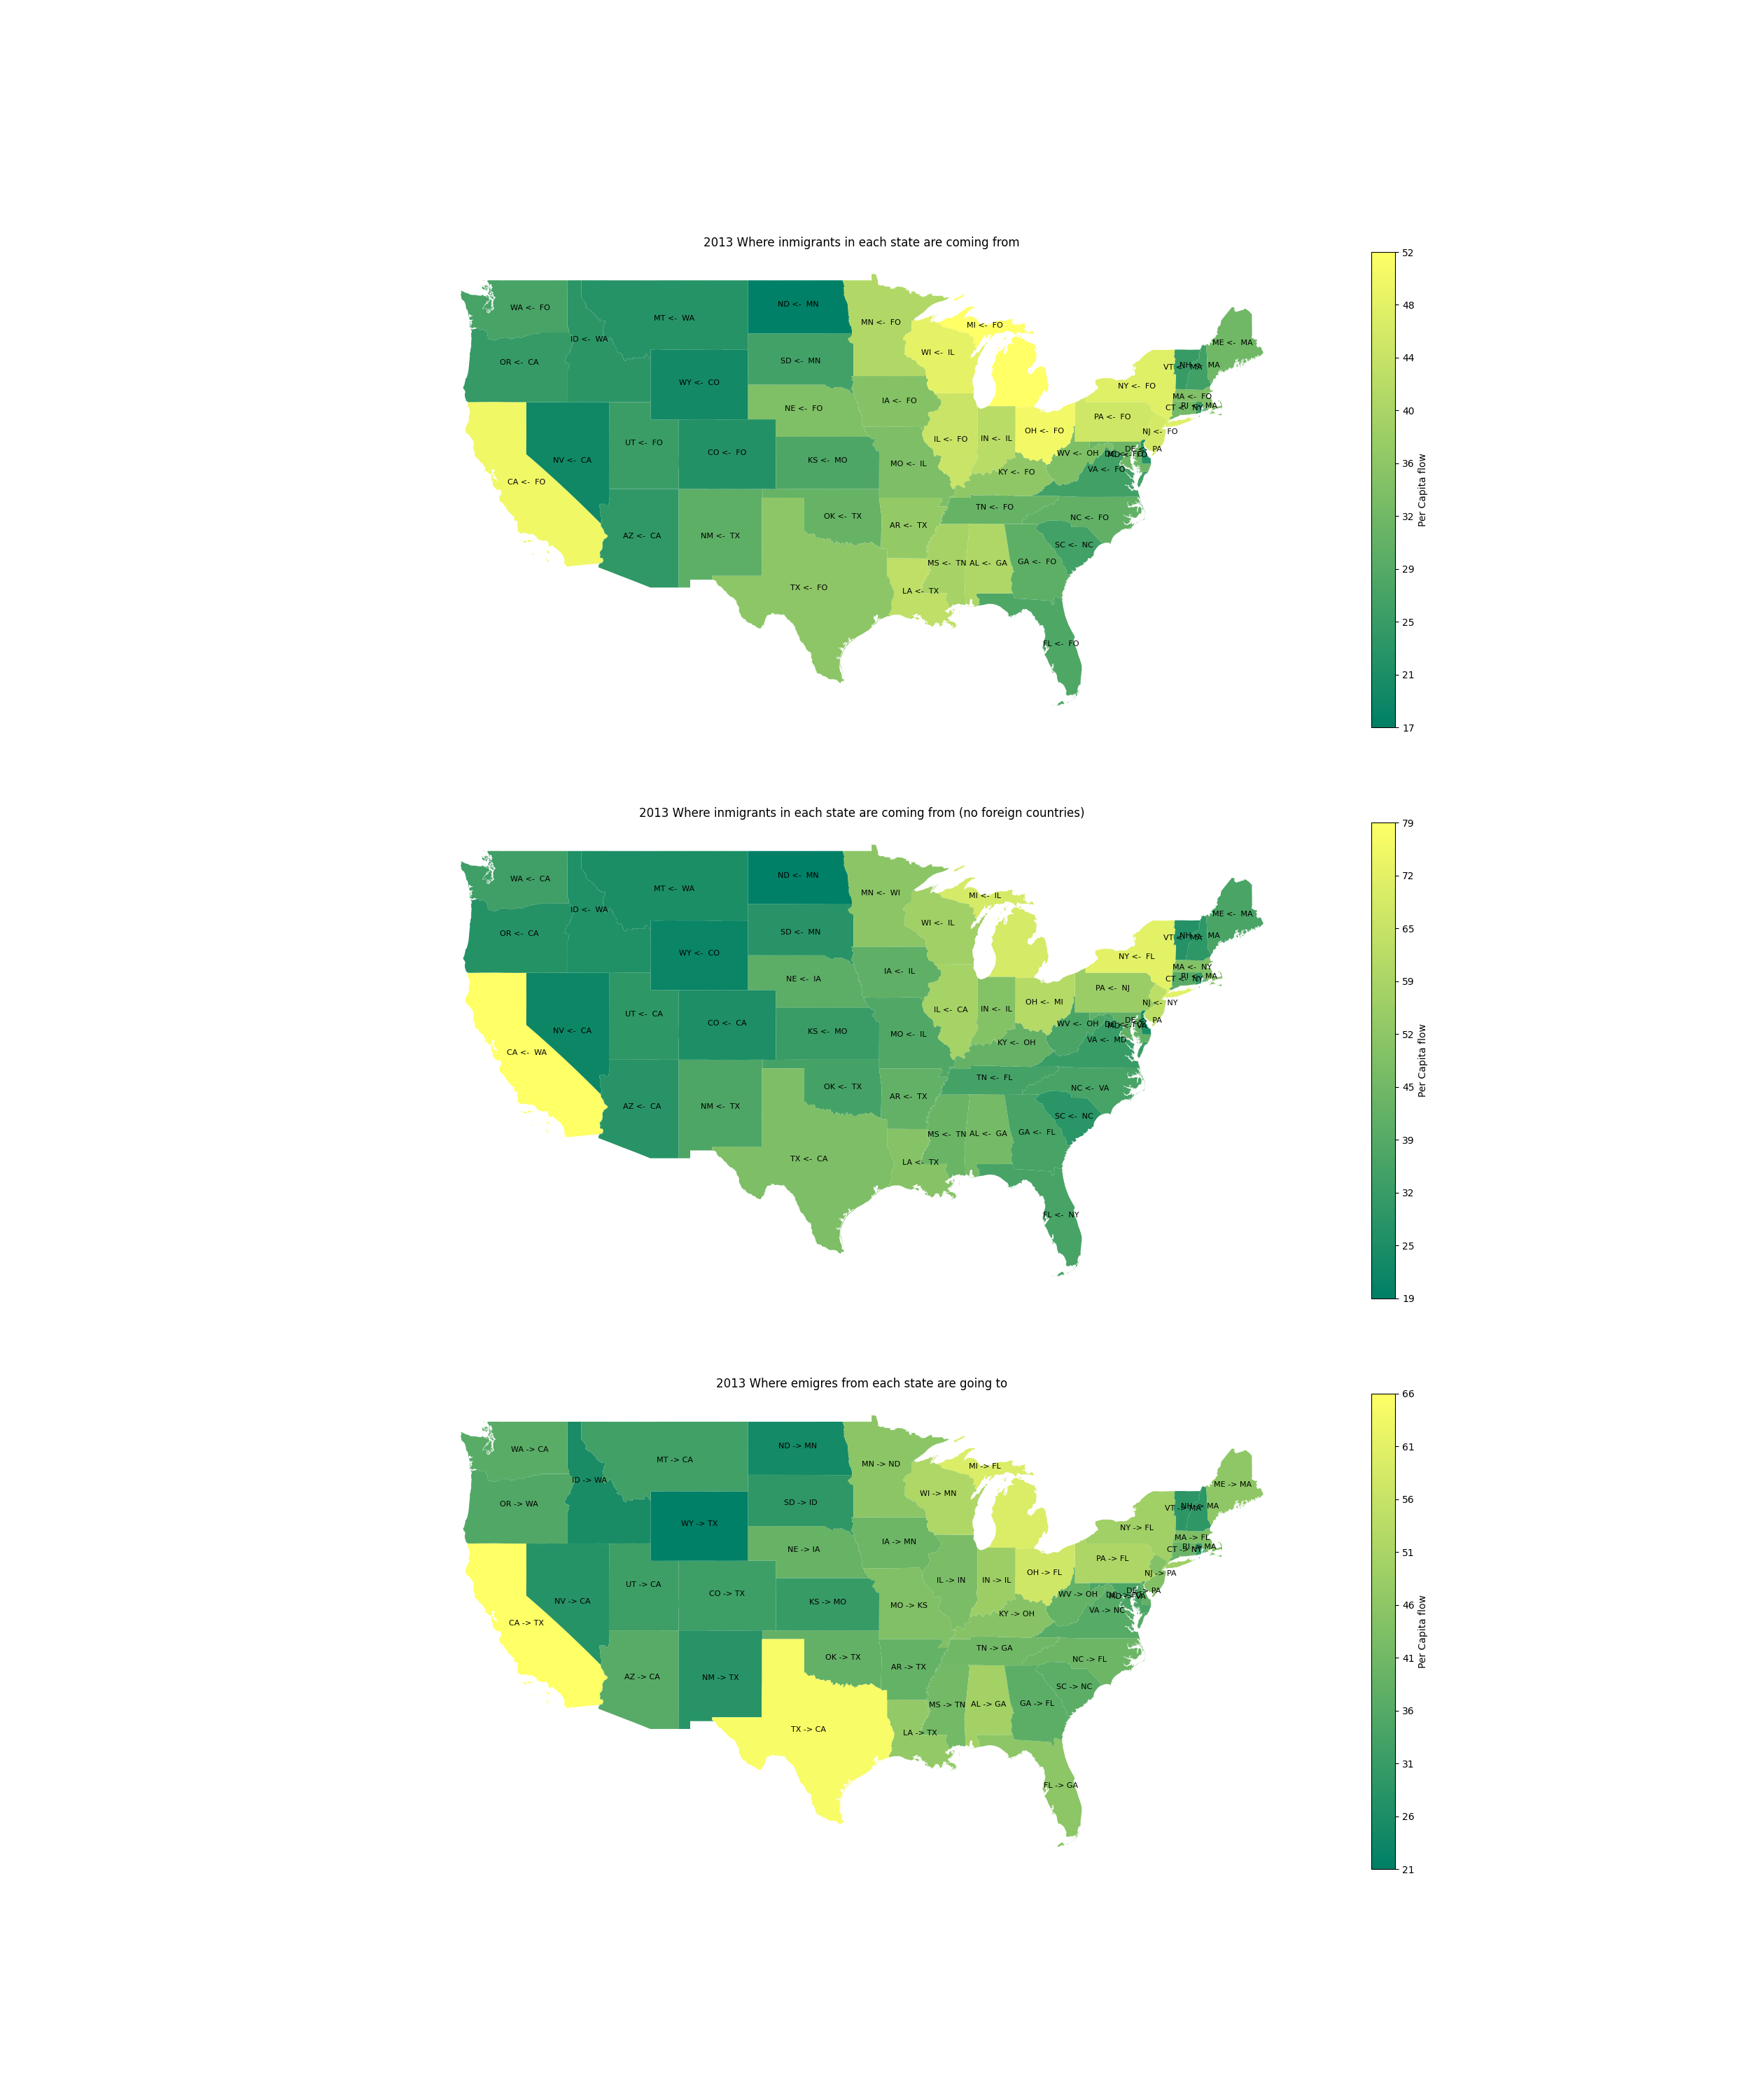 2013 Where inmigrants in each state are coming from
WA <-  FO
MT <-  WA
ND <-  MN
MN <-  FO
MI <-  FO
ID <-  WA
ME <-  MA
OR <-  CA
SD <-  MN
WI <-  IL
WY <-  CO
NY <-  FO
MA <-  FO
NE <-  FO
IA <-  FO
RI <-  MA
CT <-  NY
PA <-  FO
UT <-  FO
CO <-  FO
IL <-  FO
IN <-  IL
OH <-  FO
NJ <-  FO
NV <-  CA
KS <-  MO
MO <-  IL
WV <-  OH
CA <-  FO
KY <-  FO
VA <-  FO
OK <-  TX
AR <-  TX
TN <-  FO
NC <-  FO
AZ <-  CA
NM <-  TX
SC <-  NC
MS <-  TN
AL <-  GA
GA <-  FO
TX <-  FO
LA <-  TX
FL <-  FO
52
48
44
40
36
32
29
25
21
17
Per Capita flow
2013 Where inmigrants in each state are coming from (no foreign countries)
WA <-  CA
MT <-  WA
ND <-  MN
MN <-  WI
MI <-  IL
ID <-  WA
ME <-  MA
OR <-  CA
SD <-  MN
WI <-  IL
WY <-  CO
NY <-  FL
MA <-  NY
NE <-  IA
IA <-  IL
RI <-  MA
CT <-  NY
PA <-  NJ
UT <-  CA
CO <-  CA
IL <-  CA
IN <-  IL
OH <-  MI
NJ <-  NY
NV <-  CA
KS <-  MO
MO <-  IL
WV <-  OH
CA <-  WA
KY <-  OH
VA <-  MD
OK <-  TX
AR <-  TX
TN <-  FL
NC <-  VA
AZ <-  CA
NM <-  TX
SC <-  NC
MS <-  TN
AL <-  GA
GA <-  FL
TX <-  CA
LA <-  TX
FL <-  NY
79
72
65
59
52
45
39
32
25
19
Per Capita flow
2013 Where emigres from each state are going to
WA -> CA
MT -> CA
ND -> MN
MN -> ND
MI -> FL
ID -> WA
ME -> MA
OR -> WA
SD -> ID
WI -> MN
WY -> TX
NY -> FL
MA -> FL
NE -> IA
IA -> MN
RI -> MA
CT -> NY
PA -> FL
UT -> CA
CO -> TX
IL -> IN
IN -> IL
OH -> FL
NJ -> PA
NV -> CA
KS -> MO
MO -> KS
WV -> OH
DE -> PA
CA -> TX
KY -> OH
VA -> NC
OK -> TX
AR -> TX
TN -> GA
NC -> FL
AZ -> CA
NM -> TX
SC -> NC
MS -> TN
AL -> GA
GA -> FL
TX -> CA
LA -> TX
FL -> GA
66
61
56
51
46
41
36
31
26
21
Per Capita flow